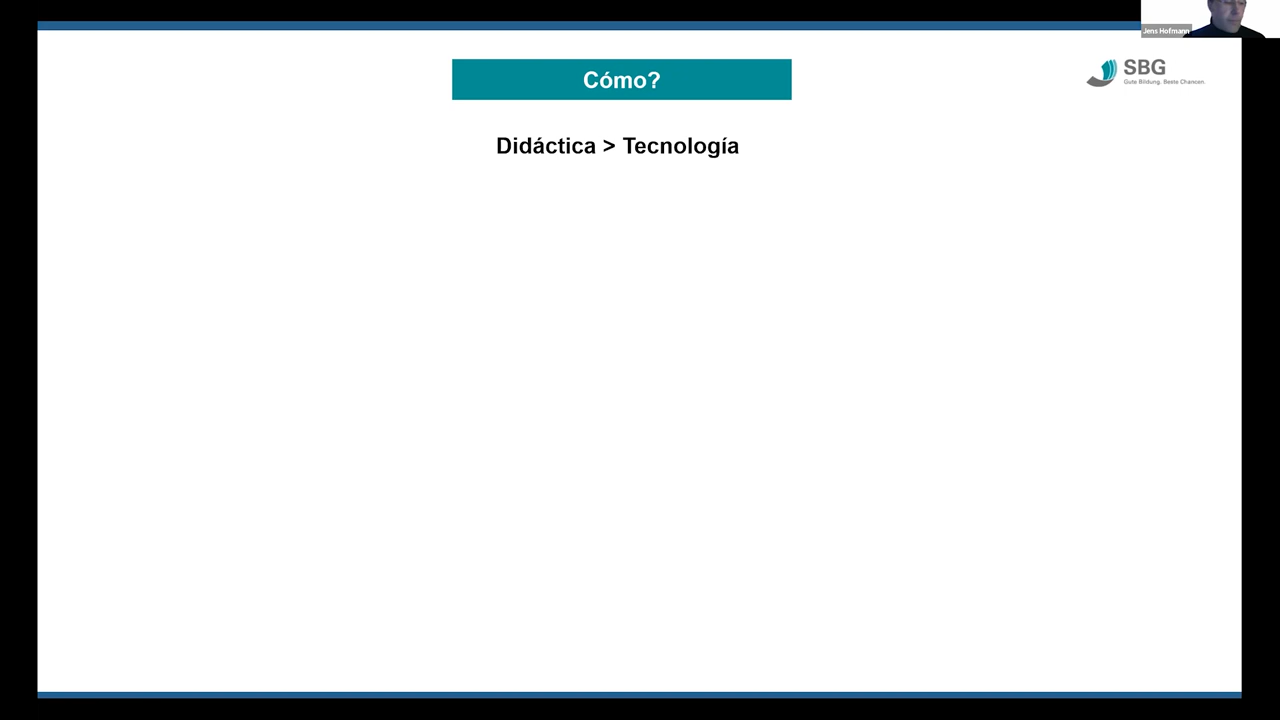 Jens Hofmann
Cómo?
SBG
Gute Bildung. Beste Chancen.
Didáctica > Tecnología